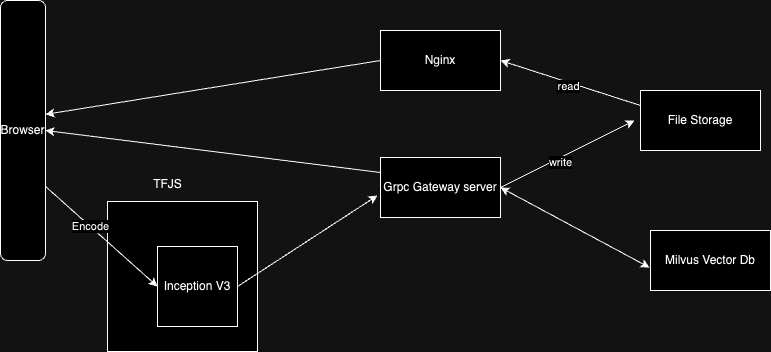 Nginx
read
File Storage
Browser
write
TFJS
Grpc Gateway server
Encode
Inception V3
Milvus Vector Db